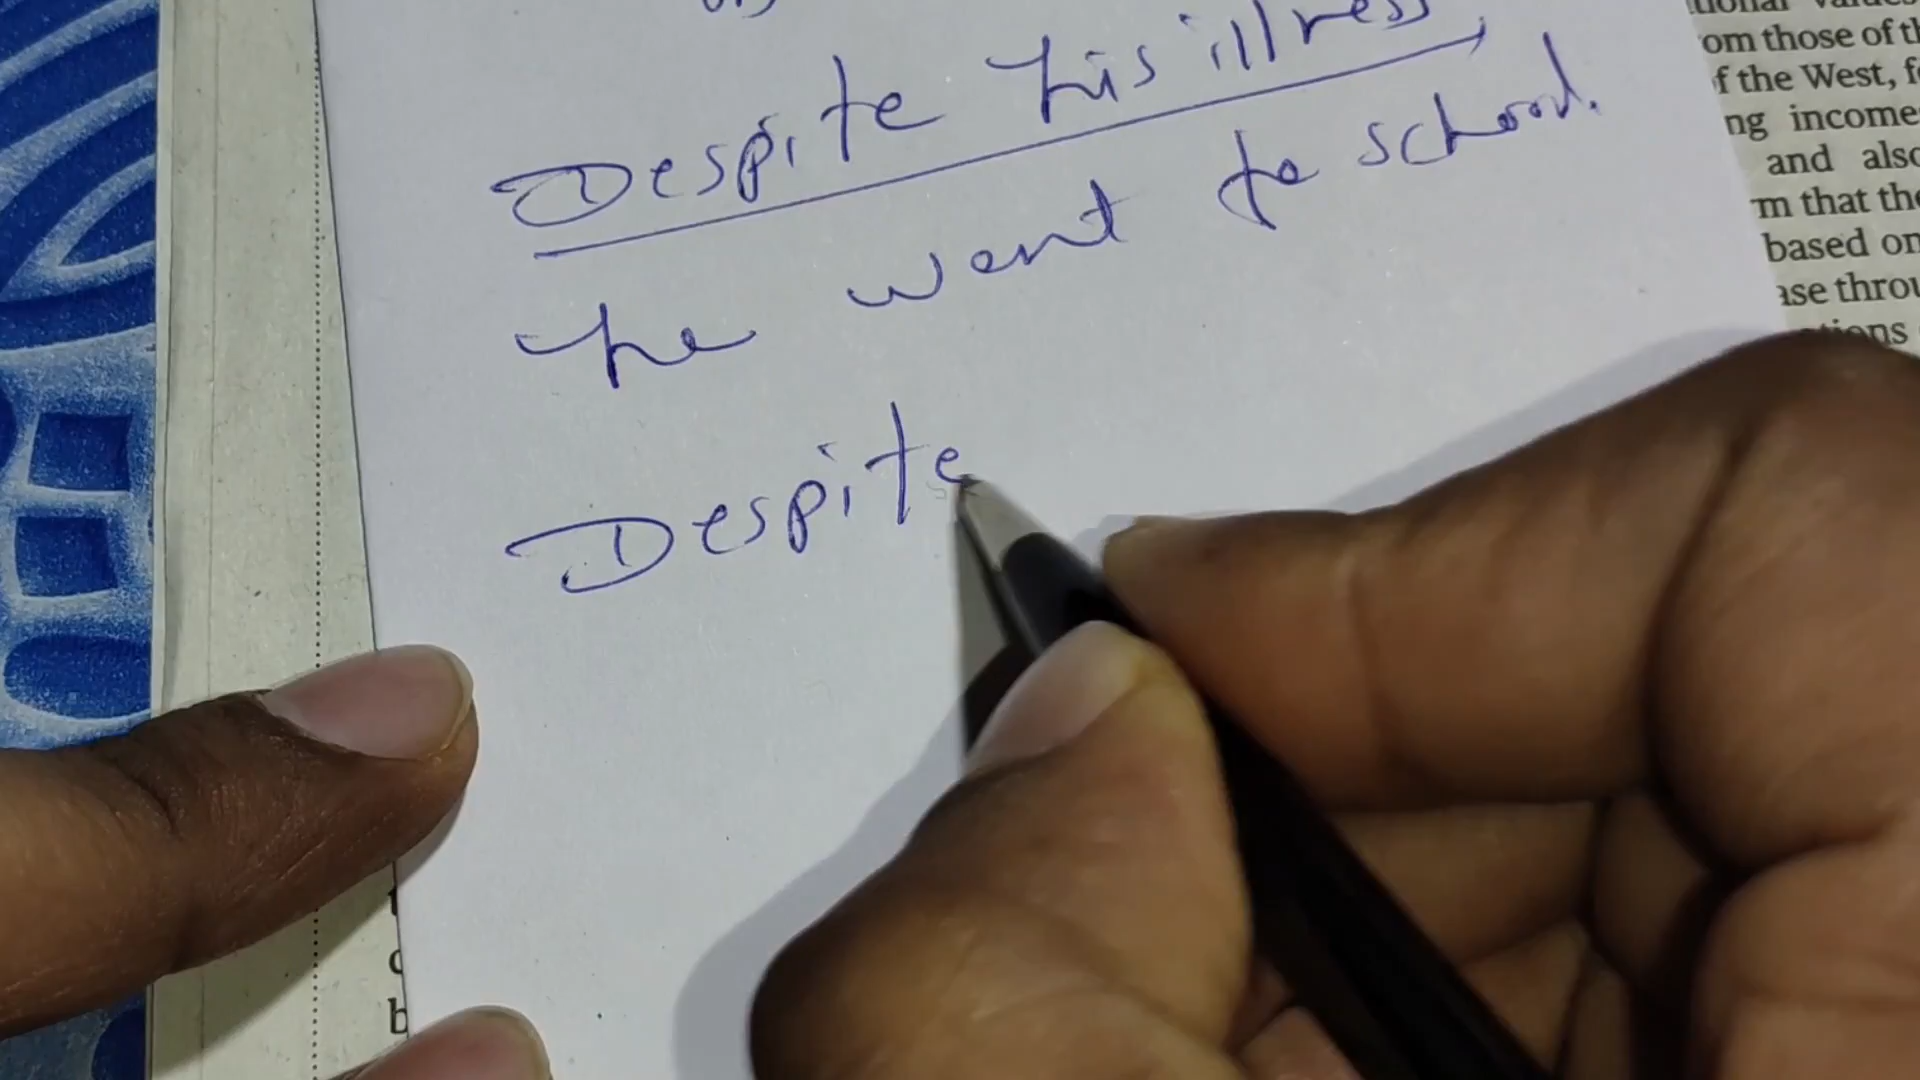 Despite his illness,
he went to school.
Despite
om those of th
f the West, f
ng income
and also
m that the
based on
ase throu